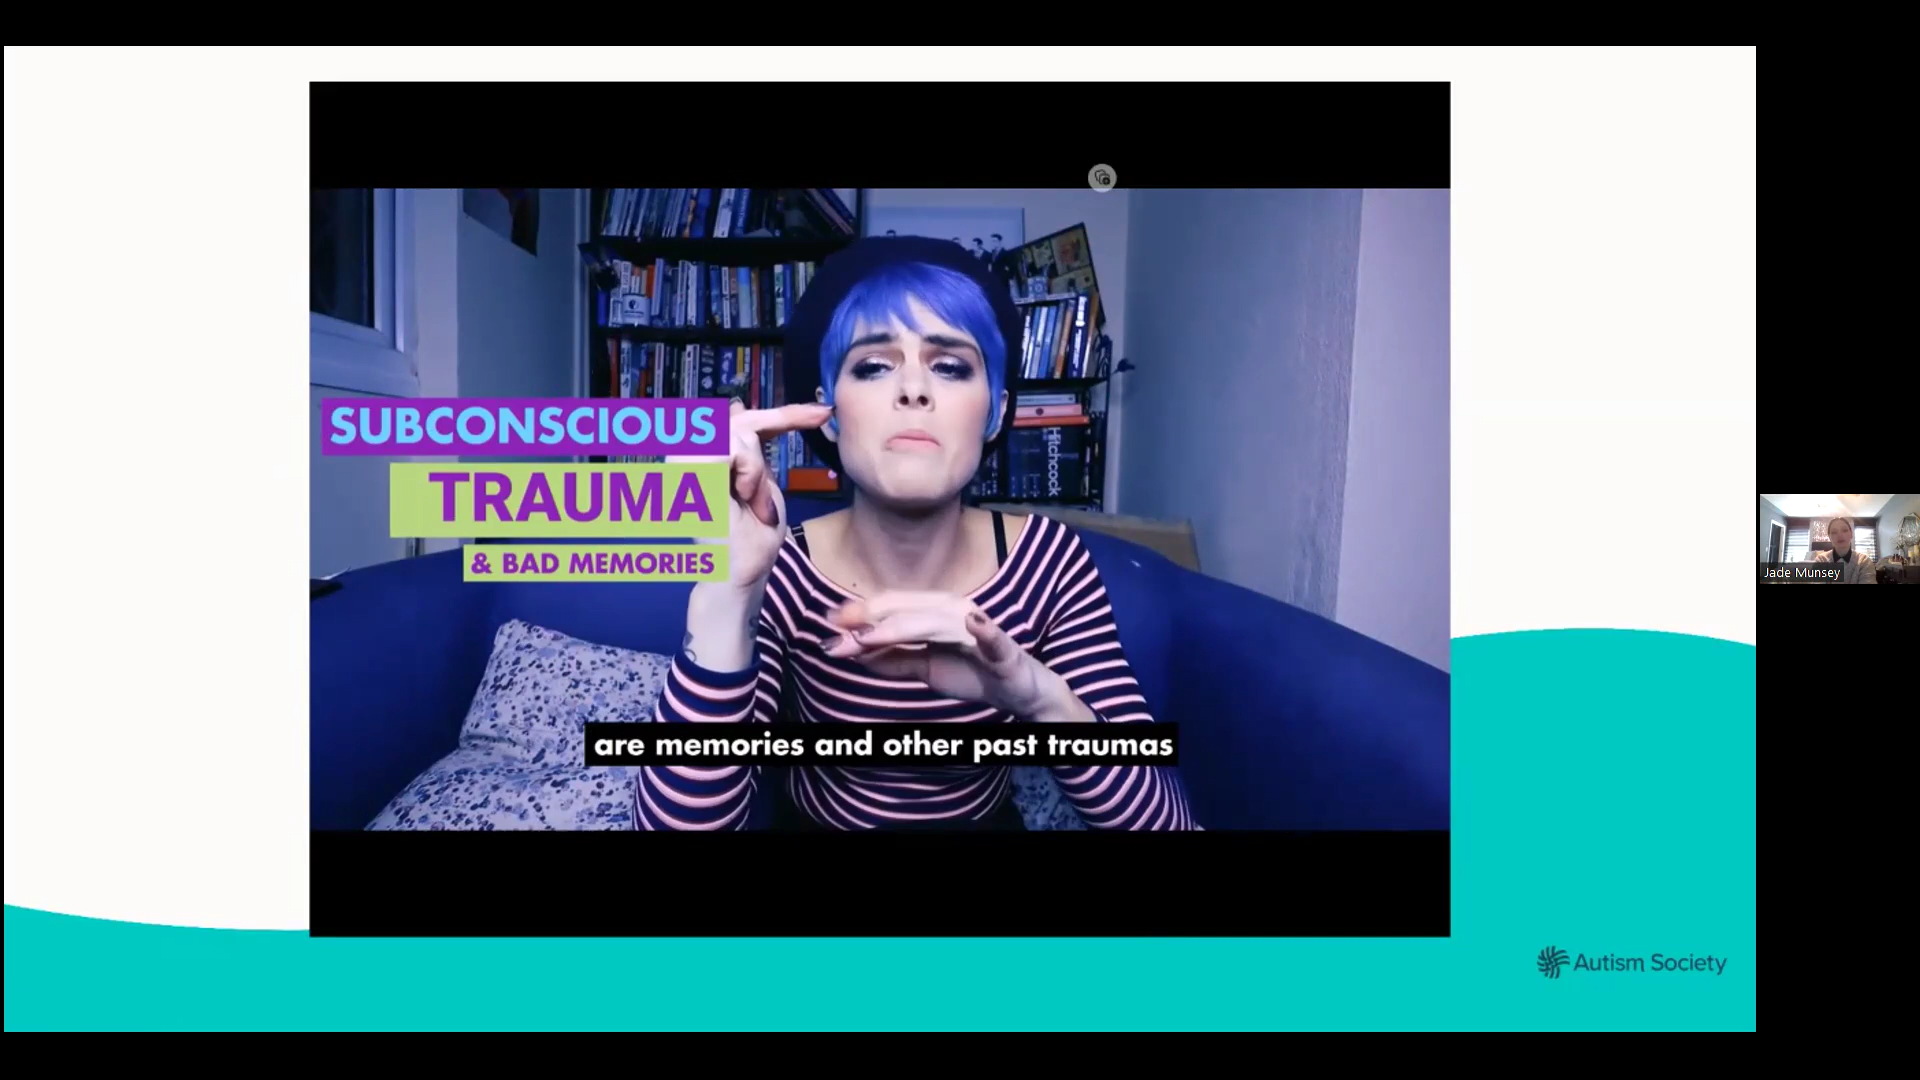 SUBCONSCIOUS
TRAUMA
& BAD MEMORIES
Hitchcock
are memories and other past traumas
Jade Munsey
Autism Society